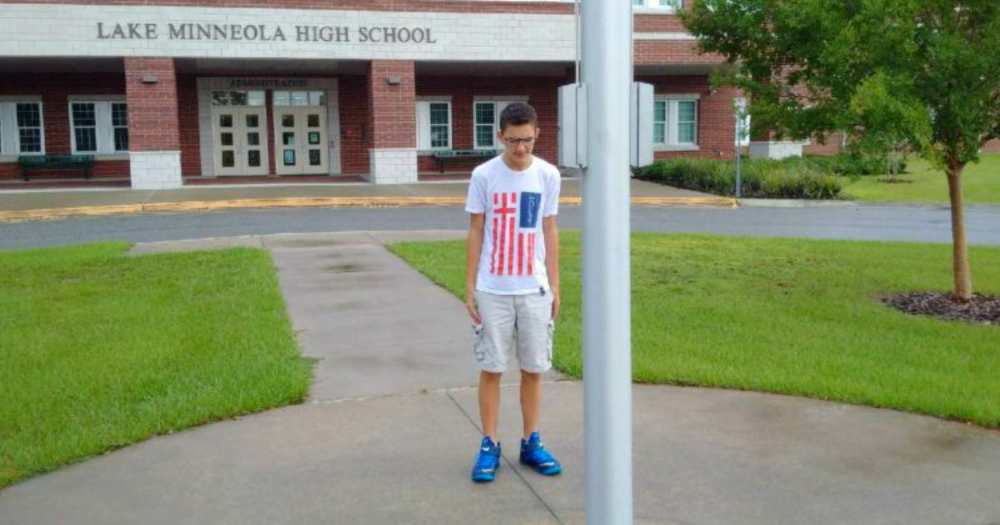 LAKE MINNEOLA HIGH SCHOOL
ADMINISTRATION